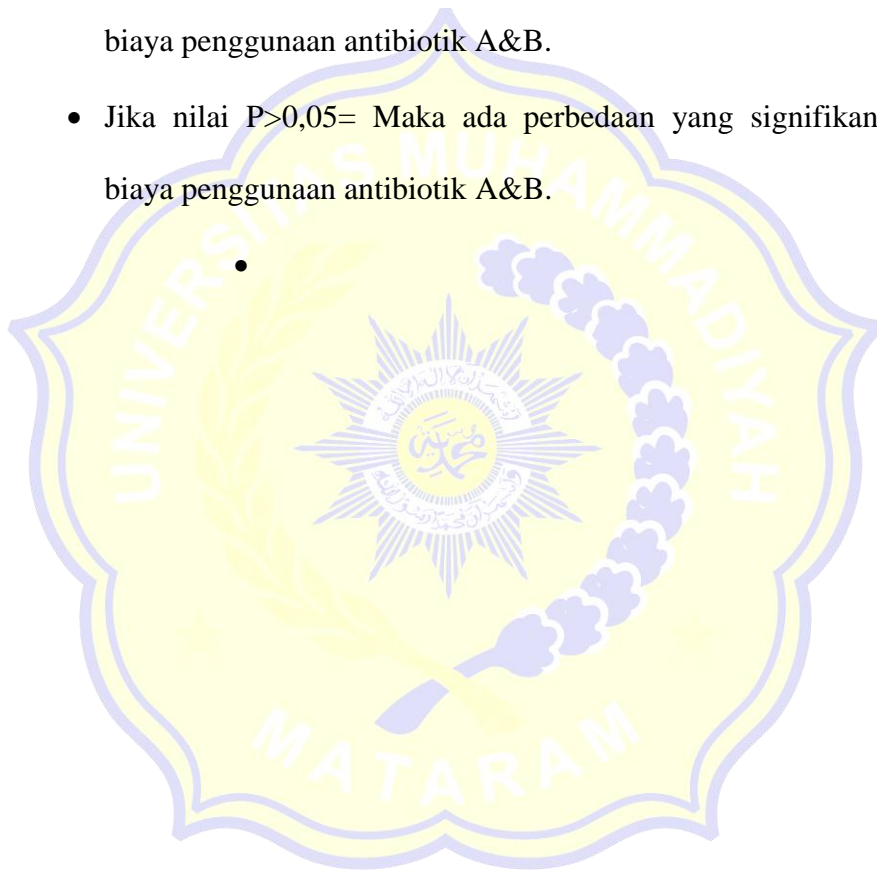 biaya penggunaan antibiotik A&B.
• Jika nilai P>0,05= Maka ada perbedaan yang signifikan
biaya penggunaan antibiotik A&B.
•
UNIVERSITAS MUHAMMADIYAH
MATARAM